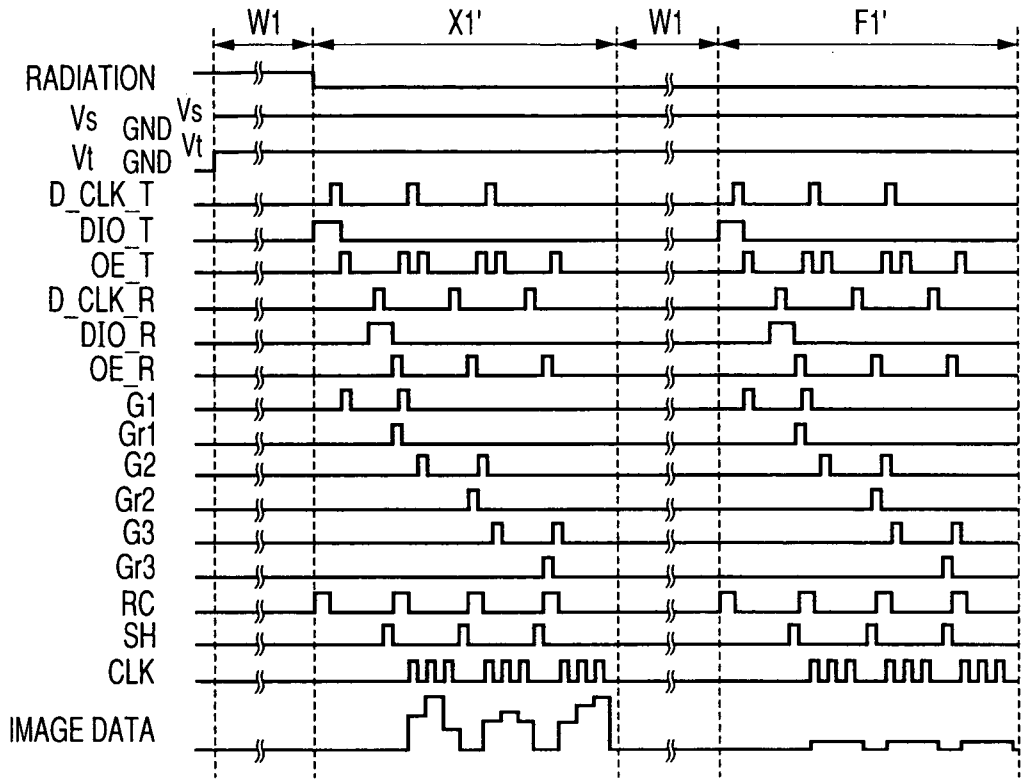 W1 X1' W1 F1'
RADIATION
Vs GND Vs
Vt GND Vt
D_CLK_T
DIO_T
OE_T
D_CLK_R
DIO_R
OE_R
G1
Gr1
G2
Gr2
G3
Gr3
RC
SH
CLK
IMAGE DATA